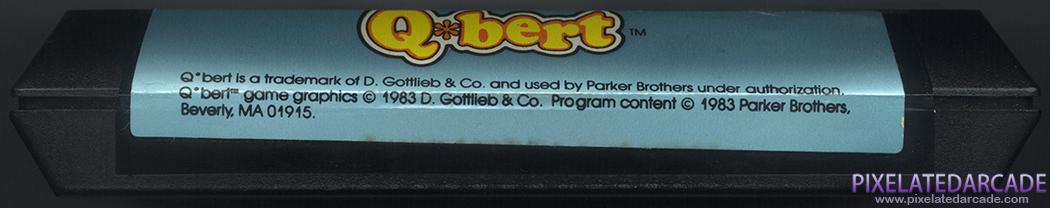 Q*bert TM
Q*bert is a trademark of D. Gottlieb & Co. and used by Parker Brothers under authorization.
Q*bert™ game graphics © 1983 D. Gottlieb & Co. Program content © 1983 Parker Brothers,
Beverly, MA 01915.
PIXELATEDARCADE
www.pixelatedarcade.com